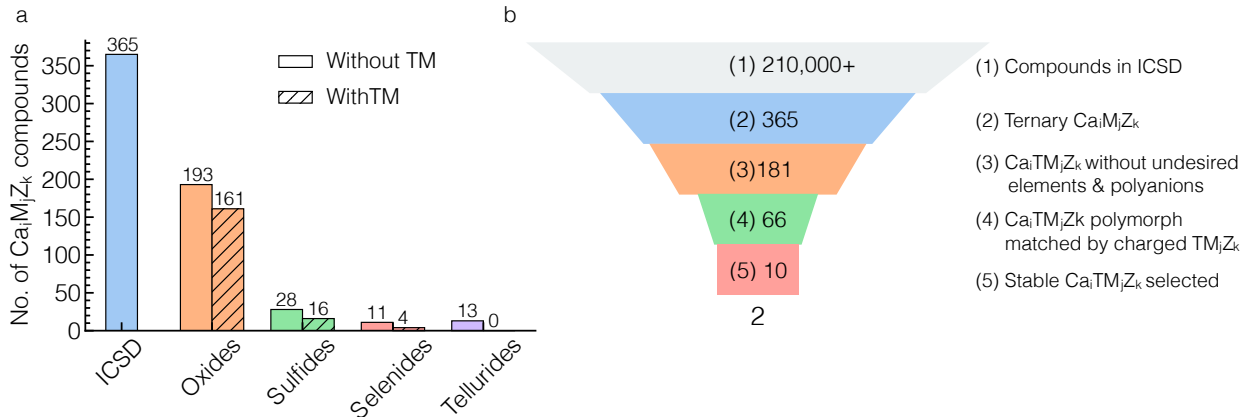 a
No. of CaᵢMⱼZₖ compounds
350
300
250
200
150
100
50
0
365
193
161
28
16
11
4
13
0
ICSD
Oxides
Sulfides
Selenides
Tellurides
Without TM
WithTM
b
(1) 210,000+
(2) 365
(3)181
(4) 66
(5) 10
2
(1) Compounds in ICSD
(2) Ternary CaᵢMⱼZₖ
(3) CaᵢTMⱼZₖ without undesired
elements & polyanions
(4) CaᵢTMⱼZk polymorph
matched by charged TMⱼZₖ
(5) Stable CaᵢTMⱼZₖ selected